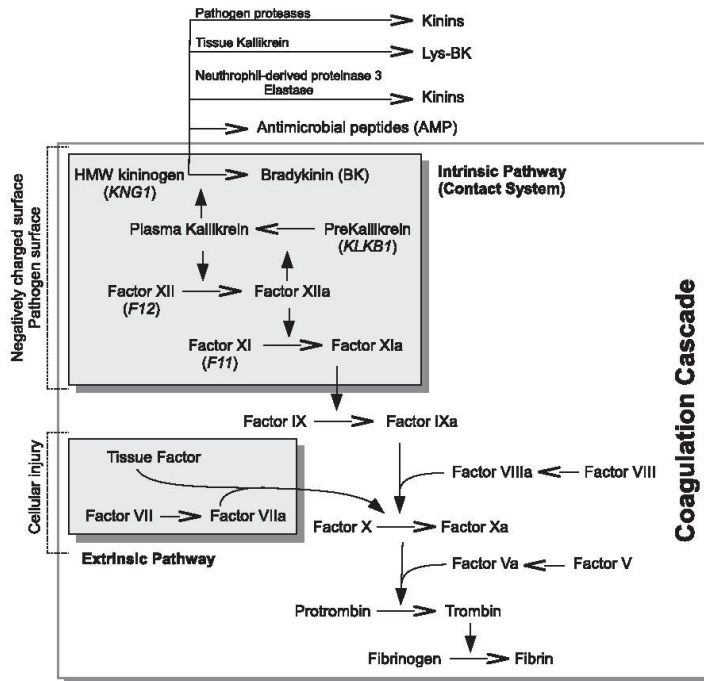 Pathogen proteases
Kinins
Tissue Kallikrein
Lys-BK
Neuthrophil-derived proteinase 3
Elastase
Kinins
Antimicrobial peptides (AMP)
Negatively charged surface
Pathogen surface
HMW kininogen
(KNG1)
Bradykinin (BK)
Intrinsic Pathway
(Contact System)
Plasma Kallikrein
PreKallikrein
(KLKB1)
Factor XII
(F12)
Factor XIIa
Factor XI
(F11)
Factor XIa
Coagulation Cascade
Factor IX
Factor IXa
Cellular injury
Tissue Factor
Factor VIIIa
Factor VIII
Factor VII
Factor VIIa
Factor X
Factor Xa
Extrinsic Pathway
Factor Va
Factor V
Protrombin
Trombin
Fibrinogen
Fibrin